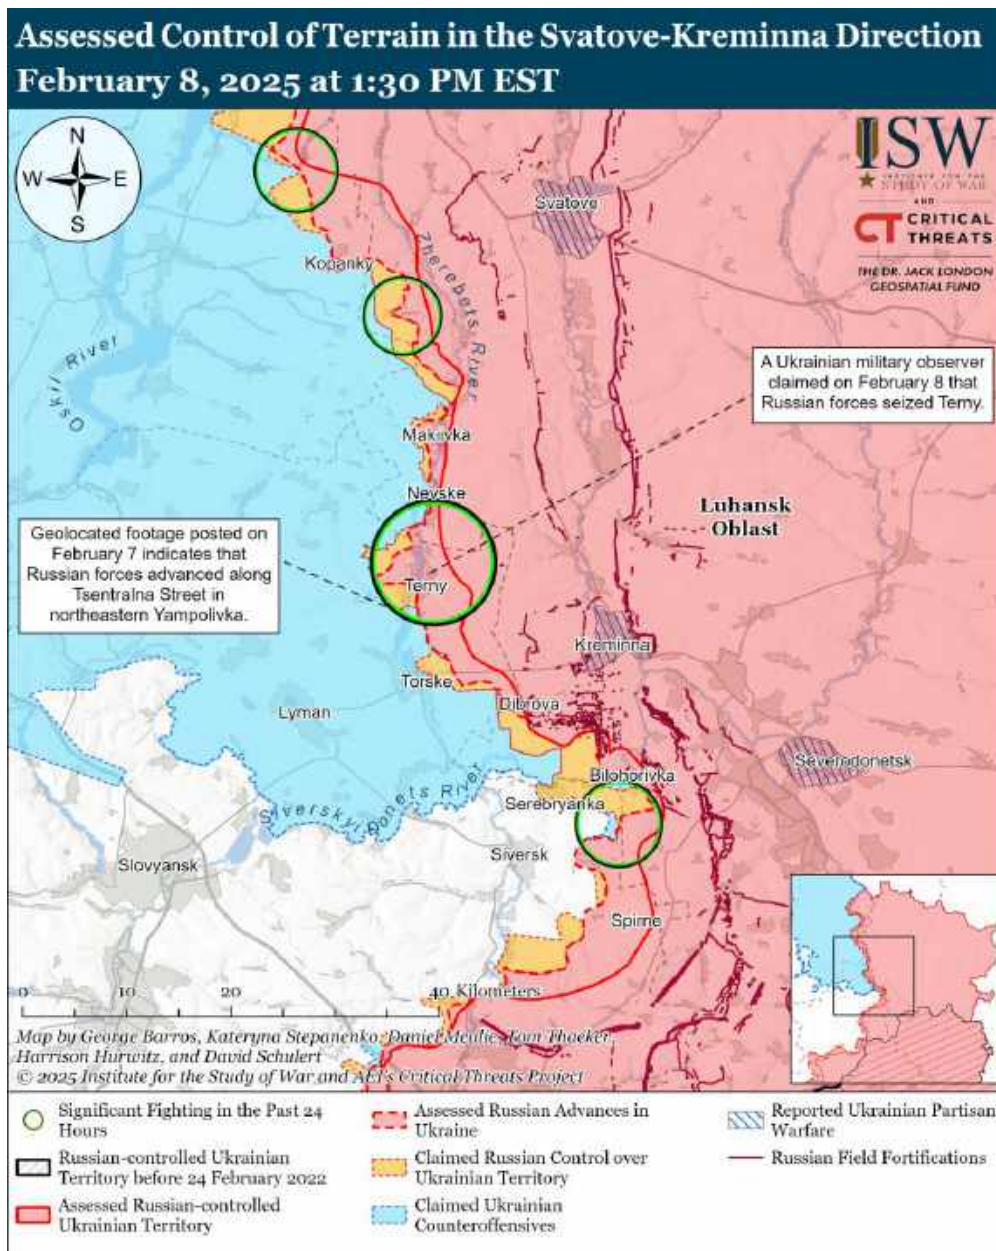 Assessed Control of Terrain in the Svatove-Kreminna Direction
February 8, 2025 at 1:30 PM EST
N
W E
S
ISW
INSTITUTE FOR THE
STUDY OF WAR
AND
CT CRITICAL
THREATS
THE DR. JACK LONDON
GEOSPATIAL FUND
Svatove
Kopanky
Zherebets River
Oskil River
A Ukrainian military observer
claimed on February 8 that
Russian forces seized Terny.
Makiivka
Nevske
Luhansk
Oblast
Geolocated footage posted on
February 7 indicates that
Russian forces advanced along
Tsentralna Street in
northeastern Yampolivka.
Terny
Kreminna
Torske
Dibrova
Lyman
Severodonetsk
Bilohorivka
Serebryanka
Siverskyi Donets River
Siversk
Slovyansk
Spirne
0 10 20 40 Kilometers
Map by George Barros, Kateryna Stepanenko, Daniel Mealie, Tom Thacker,
Harrison Hurwitz, and David Schulert
© 2025 Institute for the Study of War and AEI's Critical Threats Project
Significant Fighting in the Past 24
Hours
Russian-controlled Ukrainian
Territory before 24 February 2022
Assessed Russian-controlled
Ukrainian Territory
Assessed Russian Advances in
Ukraine
Claimed Russian Control over
Ukrainian Territory
Claimed Ukrainian
Counteroffensives
Reported Ukrainian Partisan
Warfare
Russian Field Fortifications